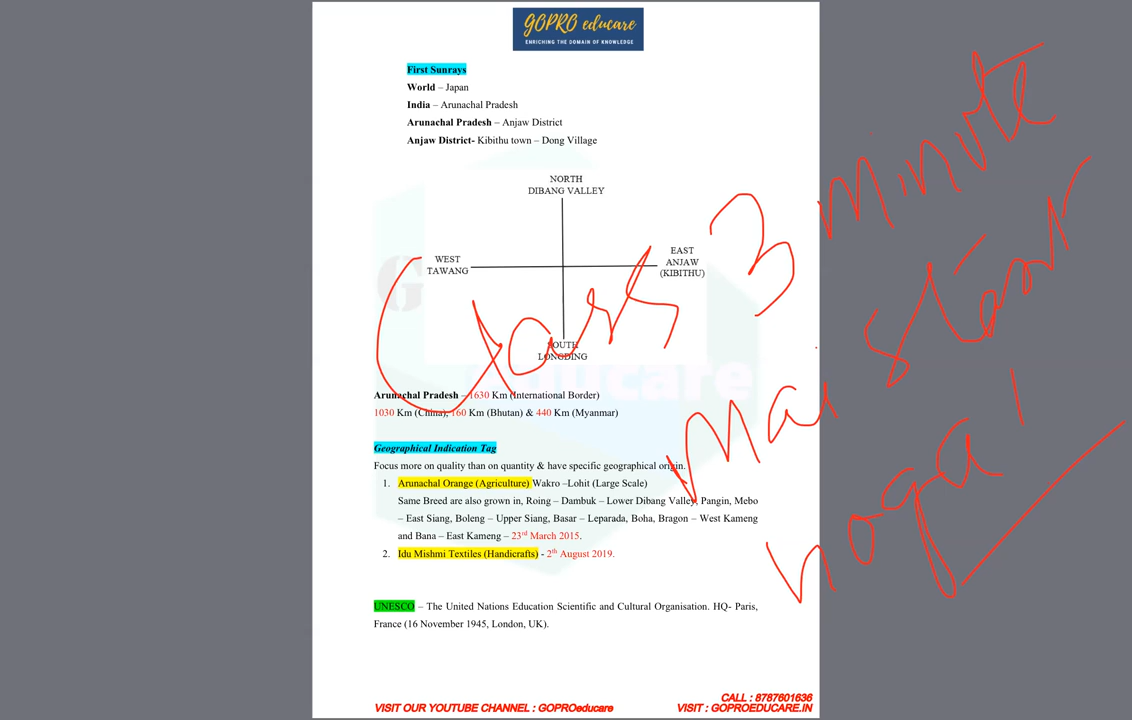 GOPRO educare
ENRICHING THE DOMAIN OF KNOWLEDGE
First Sunrays
World – Japan
India – Arunachal Pradesh
Arunachal Pradesh – Anjaw District
Anjaw District- Kibithu town – Dong Village
NORTH
DIBANG VALLEY
WEST
TAWANG
EAST
ANJAW
(KIBITHU)
SOUTH
LONGDING
educare
Arunachal Pradesh – 1630 Km (International Border)
1030 Km (China), 160 Km (Bhutan) & 440 Km (Myanmar)
Geographical Indication Tag
Focus more on quality than on quantity & have specific geographical origin.
1. Arunachal Orange (Agriculture) Wakro –Lohit (Large Scale)
Same Breed are also grown in, Roing – Dambuk – Lower Dibang Valley, Pangin, Mebo
– East Siang, Boleng – Upper Siang, Basar – Leparada, Boha, Bragon – West Kameng
and Bana – East Kameng – 23rd March 2015.
2. Idu Mishmi Textiles (Handicrafts) - 2th August 2019.
UNESCO – The United Nations Education Scientific and Cultural Organisation. HQ- Paris,
France (16 November 1945, London, UK).
3 minute
Mai start
hoga
CALL : 8787601636
VISIT OUR YOUTUBE CHANNEL : GOPROeducare
VISIT : GOPROEDUCARE.IN